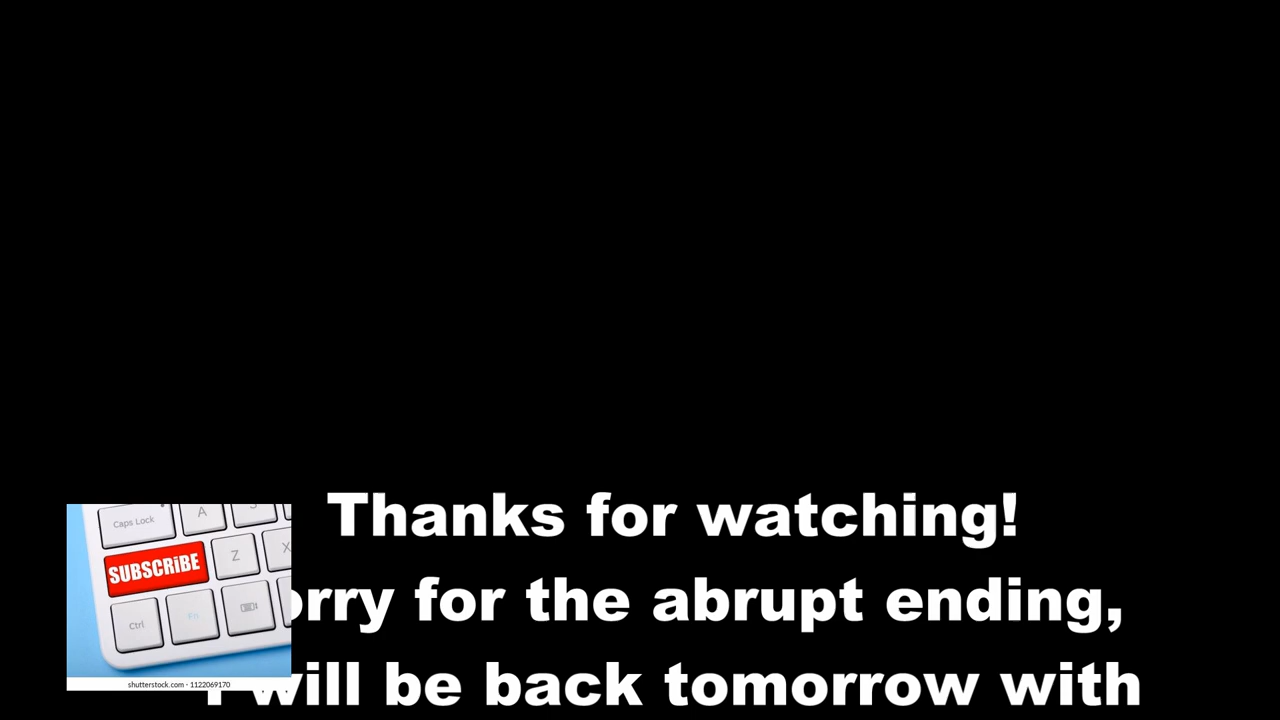 Thanks for watching!
orry for the abrupt ending,
I will be back tomorrow with
Caps Lock
A
S
SUBSCRiBE
Z
X
Ctrl
Fn
shutterstock.com - 1122069170